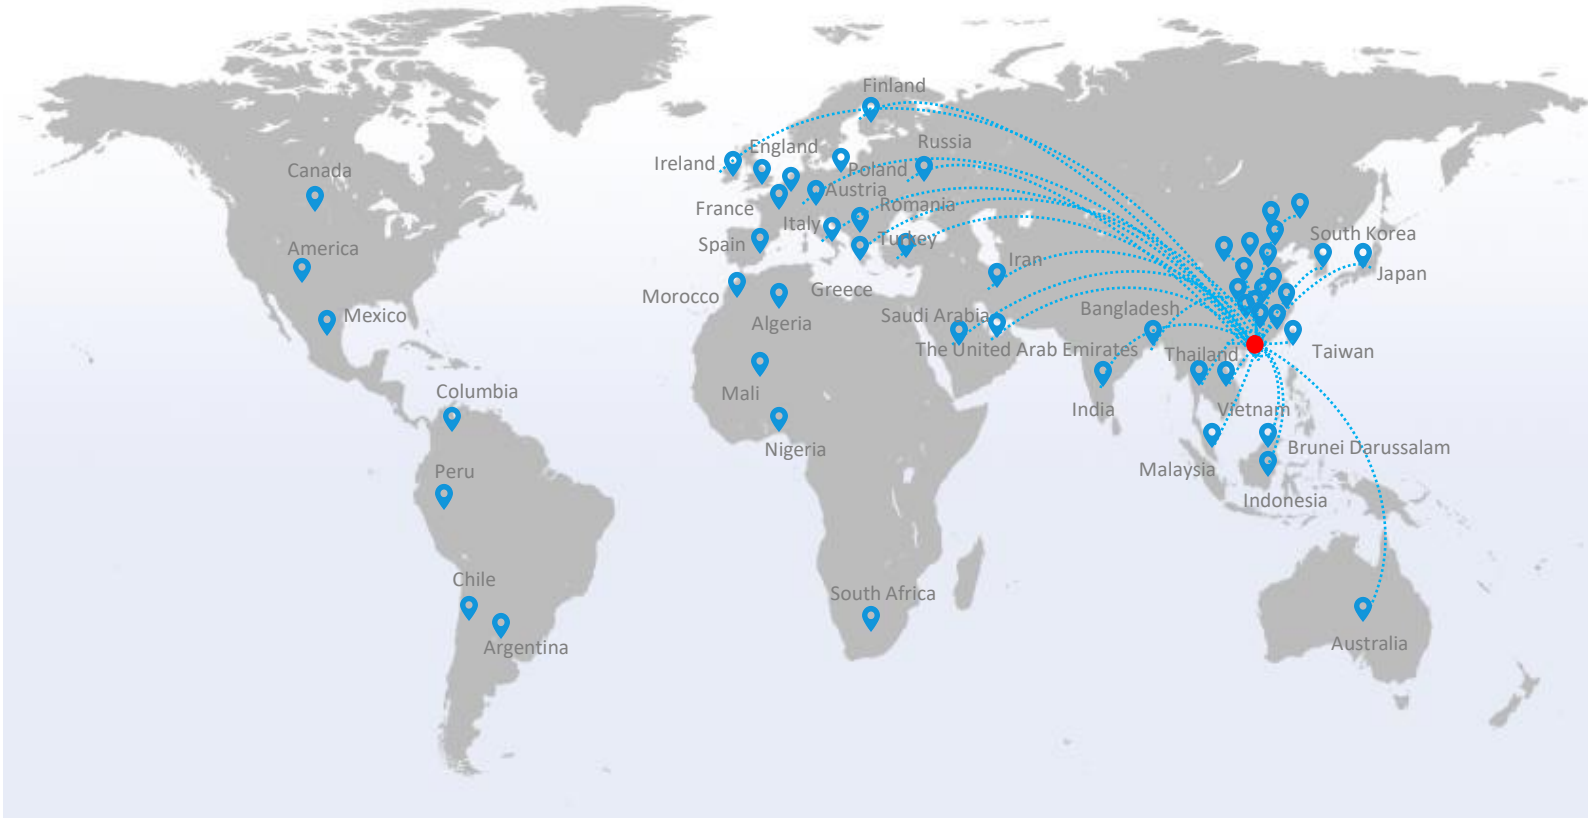 Finland
England
Russia
Ireland
Poland
Canada
Austria
France
Romania
Italy
South Korea
Spain
Turkey
America
Iran
Japan
Morocco
Greece
Mexico
Algeria
Saudi Arabia
Bangladesh
The United Arab Emirates
Thailand
Taiwan
Columbia
Mali
India
Vietnam
Nigeria
Brunei Darussalam
Peru
Malaysia
Indonesia
Chile
South Africa
Argentina
Australia